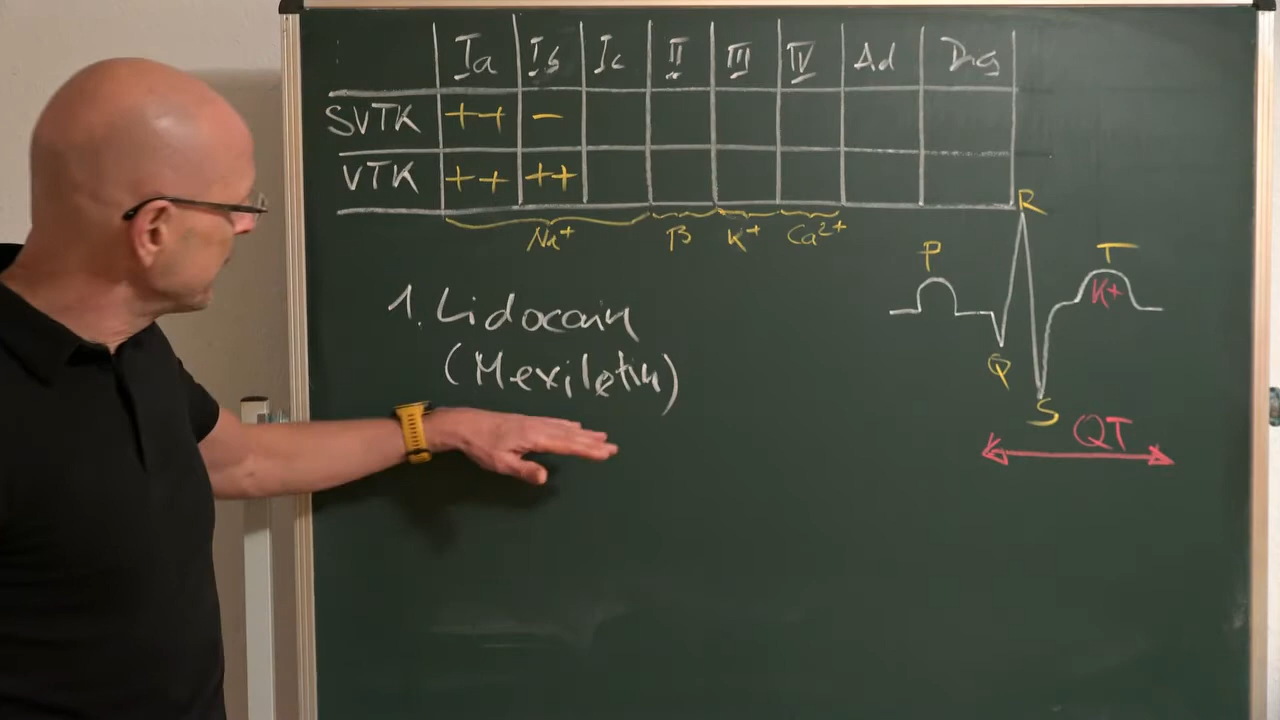 Ia Ib Ic II III IV Ad Dig
SVTK ++ -
VTK ++ ++
Na+ β K+ Ca2+
1. Lidocain
(Mexiletin)
R
P T
K+
Q
S
QT